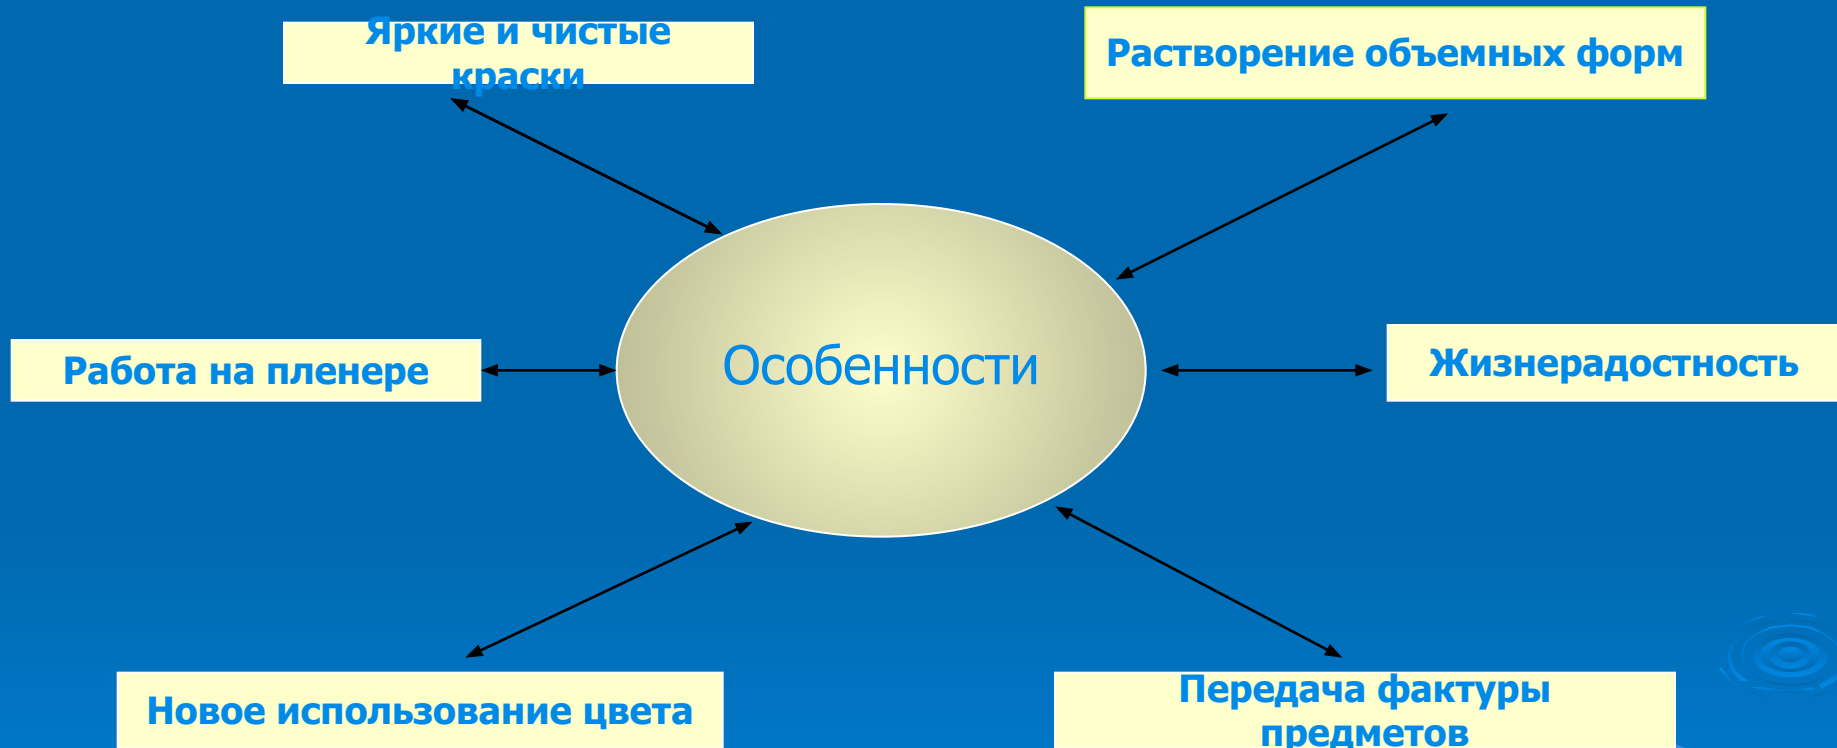 Яркие и чистые
краски
Растворение объемных форм
Работа на пленере
Особенности
Жизнерадостность
Новое использование цвета
Передача фактуры
предметов